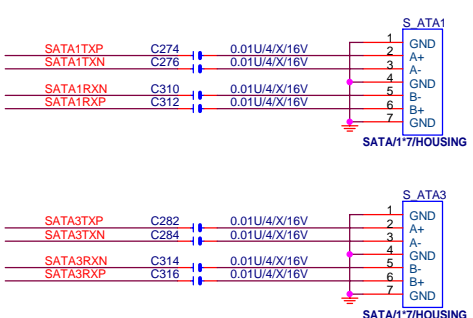 S_ATA1
1 GND
SATA1TXP C274 0.01U/4/X/16V 2 A+
SATA1TXN C276 0.01U/4/X/16V 3 A-
4 GND
SATA1RXN C310 0.01U/4/X/16V 5 B-
SATA1RXP C312 0.01U/4/X/16V 6 B+
7 GND
SATA/1*7/HOUSING
S_ATA3
1 GND
SATA3TXP C282 0.01U/4/X/16V 2 A+
SATA3TXN C284 0.01U/4/X/16V 3 A-
4 GND
SATA3RXN C314 0.01U/4/X/16V 5 B-
SATA3RXP C316 0.01U/4/X/16V 6 B+
7 GND
SATA/1*7/HOUSING